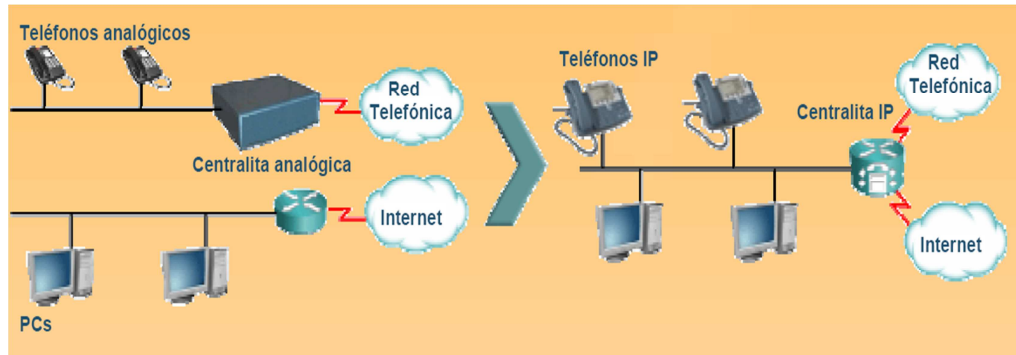 Teléfonos analógicos
Red
Telefónica
Centralita analógica
Internet
PCs
Teléfonos IP
Centralita IP
Red
Telefónica
Internet